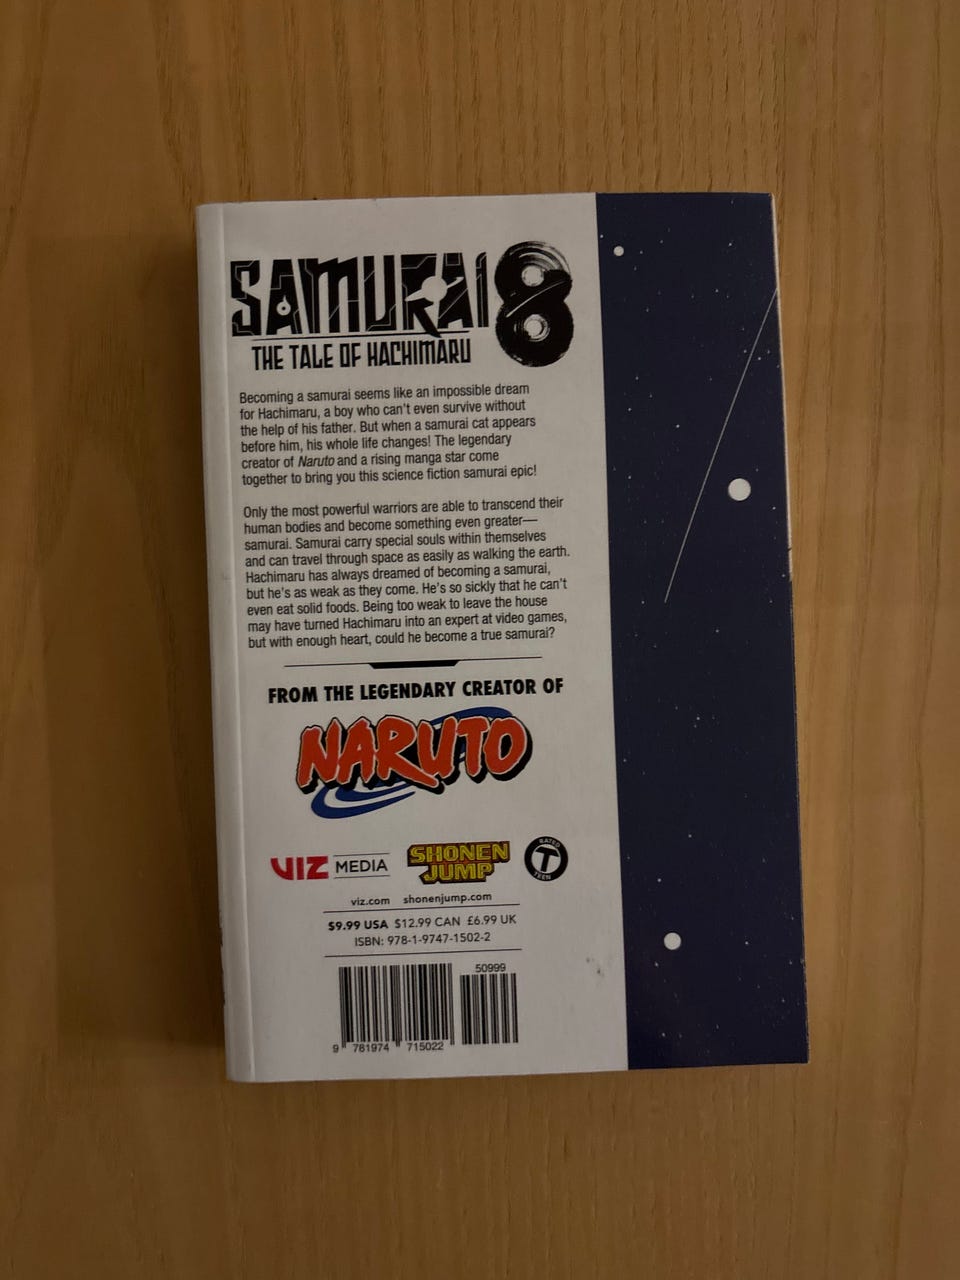 SAMURAI8
THE TALE OF HACHIMARU
Becoming a samurai seems like an impossible dream
for Hachimaru, a boy who can't even survive without
the help of his father. But when a samurai cat appears
before him, his whole life changes! The legendary
creator of Naruto and a rising manga star come
together to bring you this science fiction samurai epic!
Only the most powerful warriors are able to transcend their
human bodies and become something even greater—
samurai. Samurai carry special souls within themselves
and can travel through space as easily as walking the earth.
Hachimaru has always dreamed of becoming a samurai,
but he's as weak as they come. He's so sickly that he can't
even eat solid foods. Being too weak to leave the house
may have turned Hachimaru into an expert at video games,
but with enough heart, could he become a true samurai?
FROM THE LEGENDARY CREATOR OF
NARUTO
VIZ MEDIA
SHONEN
JUMP
RATED
T
TEEN
viz.com shonenjump.com
$9.99 USA $12.99 CAN £6.99 UK
ISBN: 978-1-9747-1502-2
50999
9 781974 715022